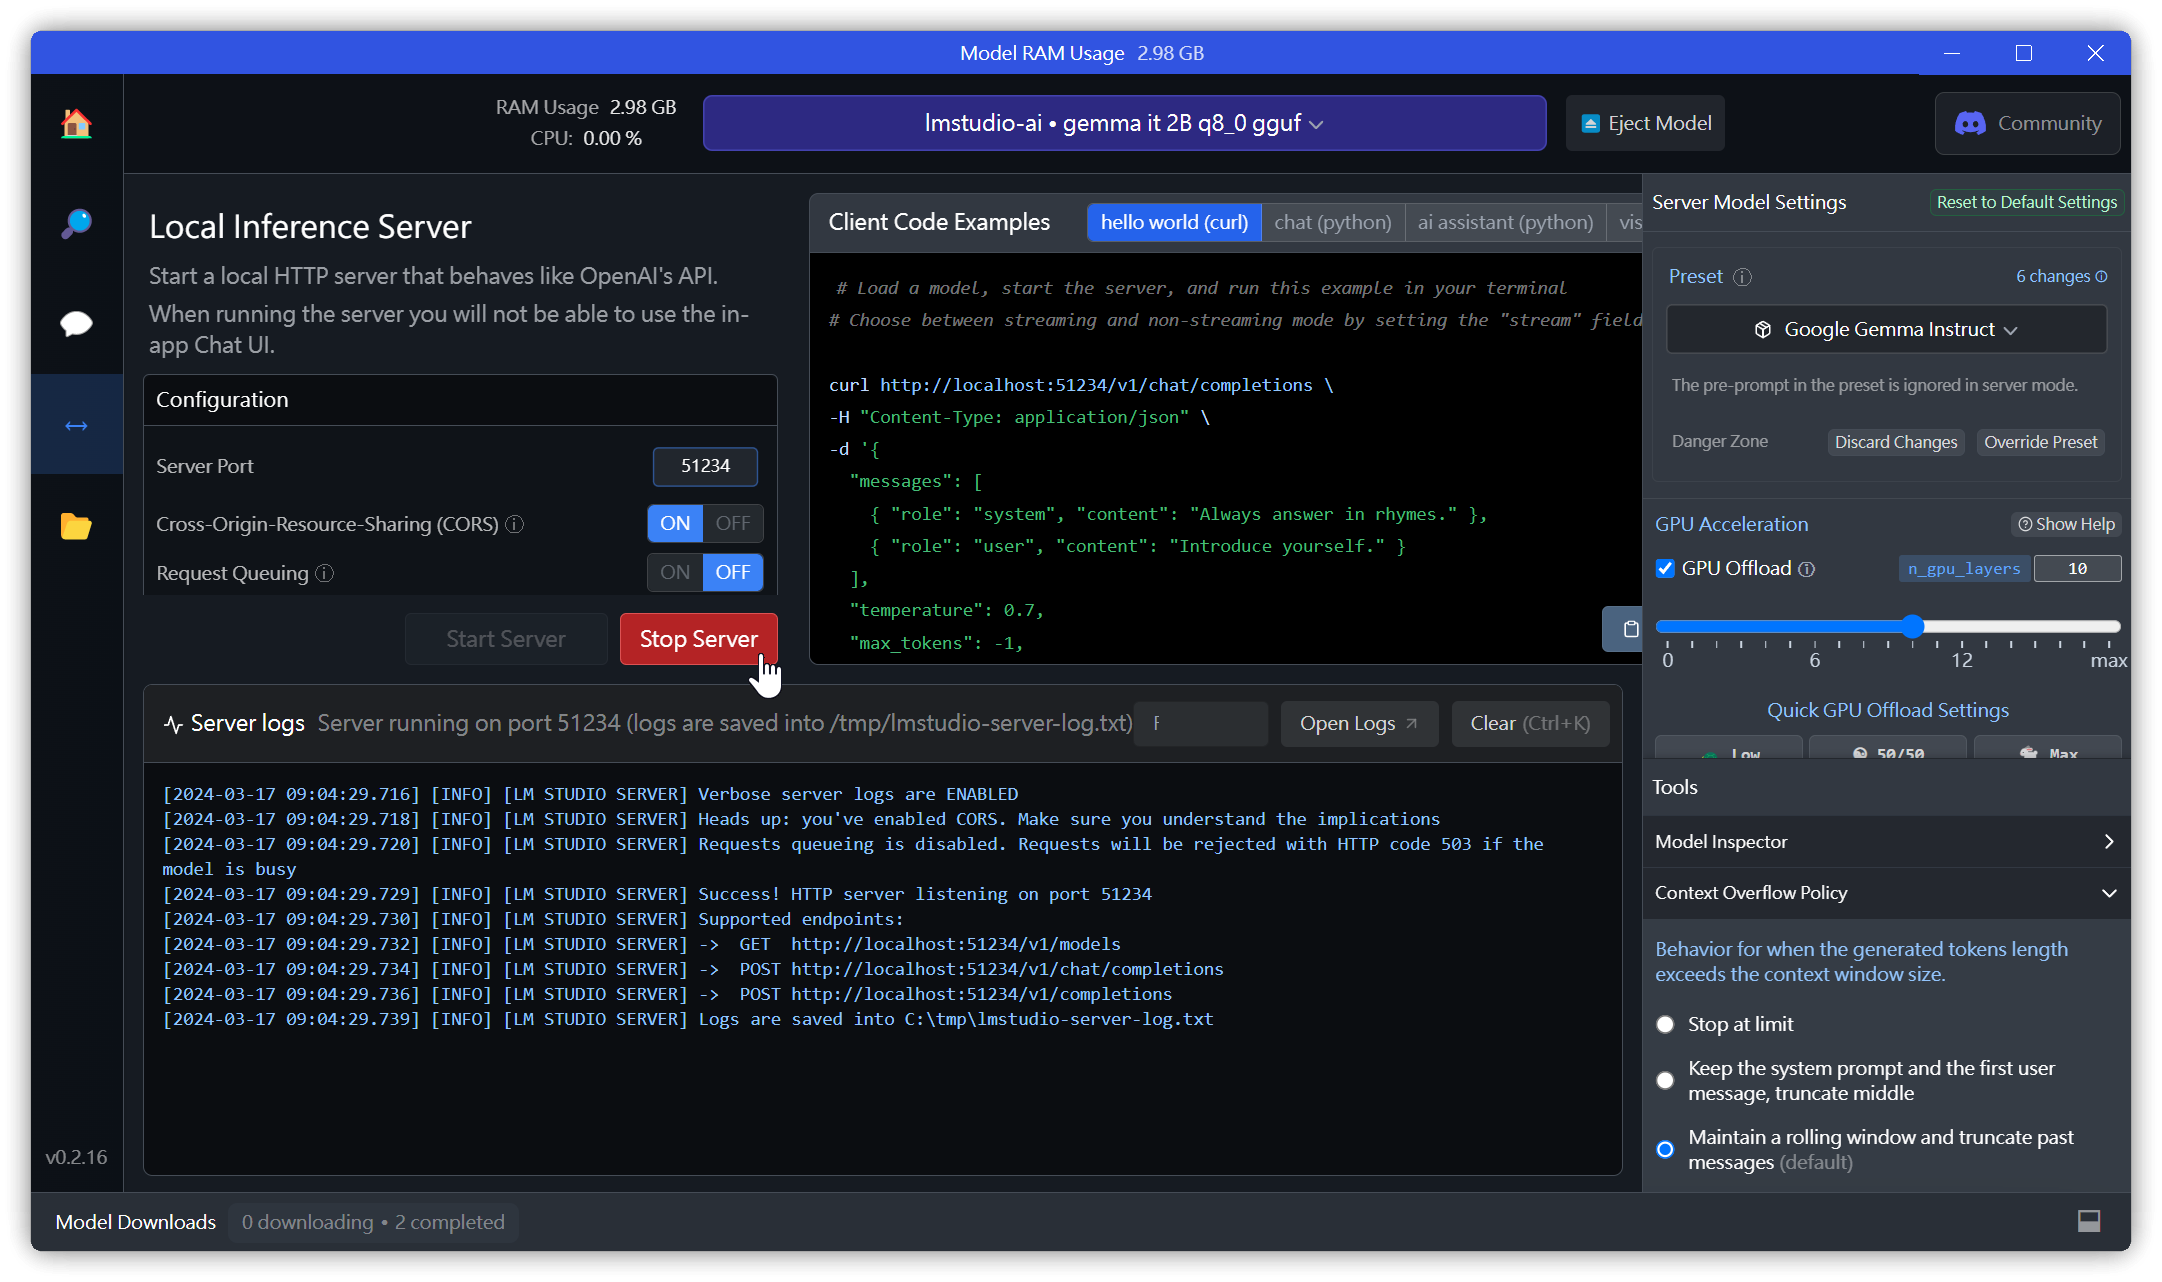 Model RAM Usage 2.98 GB
RAM Usage 2.98 GB
CPU: 0.00 %
lmstudio-ai • gemma it 2B q8_0 gguf
Eject Model
Community
Local Inference Server
Start a local HTTP server that behaves like OpenAI's API.
When running the server you will not be able to use the in-
app Chat UI.
Configuration
Server Port 51234
Cross-Origin-Resource-Sharing (CORS) ON OFF
Request Queuing ON OFF
Start Server
Stop Server
Client Code Examples
hello world (curl)
chat (python)
ai assistant (python)
vis
# Load a model, start the server, and run this example in your terminal
# Choose between streaming and non-streaming mode by setting the "stream" field
curl http://localhost:51234/v1/chat/completions \
-H "Content-Type: application/json" \
-d '{
"messages": [
{ "role": "system", "content": "Always answer in rhymes." },
{ "role": "user", "content": "Introduce yourself." }
],
"temperature": 0.7,
"max_tokens": -1,
Server logs Server running on port 51234 (logs are saved into /tmp/lmstudio-server-log.txt)
F
Open Logs
Clear (Ctrl+K)
[2024-03-17 09:04:29.716] [INFO] [LM STUDIO SERVER] Verbose server logs are ENABLED
[2024-03-17 09:04:29.718] [INFO] [LM STUDIO SERVER] Heads up: you've enabled CORS. Make sure you understand the implications
[2024-03-17 09:04:29.720] [INFO] [LM STUDIO SERVER] Requests queueing is disabled. Requests will be rejected with HTTP code 503 if the
model is busy
[2024-03-17 09:04:29.729] [INFO] [LM STUDIO SERVER] Success! HTTP server listening on port 51234
[2024-03-17 09:04:29.730] [INFO] [LM STUDIO SERVER] Supported endpoints:
[2024-03-17 09:04:29.732] [INFO] [LM STUDIO SERVER] -> GET http://localhost:51234/v1/models
[2024-03-17 09:04:29.734] [INFO] [LM STUDIO SERVER] -> POST http://localhost:51234/v1/chat/completions
[2024-03-17 09:04:29.736] [INFO] [LM STUDIO SERVER] -> POST http://localhost:51234/v1/completions
[2024-03-17 09:04:29.739] [INFO] [LM STUDIO SERVER] Logs are saved into C:\tmp\lmstudio-server-log.txt
Server Model Settings
Reset to Default Settings
Preset
6 changes
Google Gemma Instruct
The pre-prompt in the preset is ignored in server mode.
Danger Zone
Discard Changes
Override Preset
GPU Acceleration
Show Help
GPU Offload
n_gpu_layers 10
0 6 12 max
Quick GPU Offload Settings
Low 50/50 Max
Tools
Model Inspector
Context Overflow Policy
Behavior for when the generated tokens length
exceeds the context window size.
Stop at limit
Keep the system prompt and the first user
message, truncate middle
Maintain a rolling window and truncate past
messages (default)
v0.2.16
Model Downloads
0 downloading • 2 completed